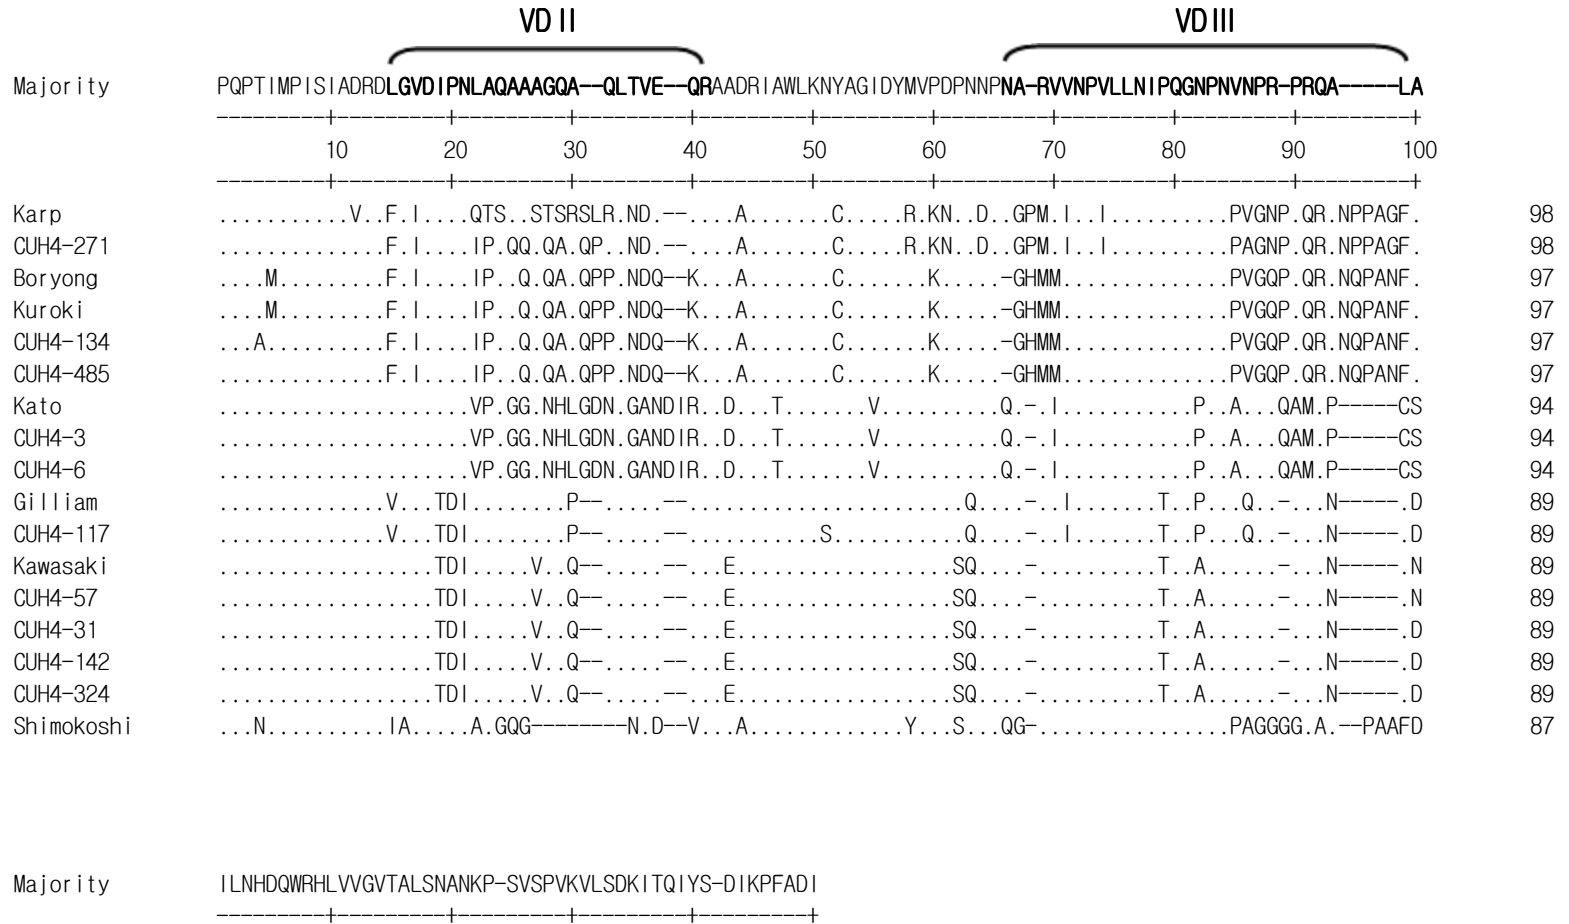 VD II VD III
Majority PQPTIMPISIADRDLGVDIPNLAQAAAGQA--QLTVE--QRAADRIAWLKNYAGIDYMVPDPNNPNA-RVVNPVLLNIPQGNPNVNPR-PRQA-----LA
---------+---------+---------+---------+---------+---------+---------+---------+---------+---------+
10 20 30 40 50 60 70 80 90 100
---------+---------+---------+---------+---------+---------+---------+---------+---------+---------+
Karp ...........V..F.I....QTS..STSRSLR.ND.--....A.......C.....R.KN..D..GPM.I..I..........PVGNP.QR.NPPAGF. 98
CUH4-271 ..............F.I....IP.QQ.QA.QP..ND.--....A.......C.....R.KN..D..GPM.I..I..........PAGNP.QR.NPPAGF. 98
Boryong ....M.........F.I....IP..Q.QA.QPP.NDQ--K...A.......C.......K.....-GHMM..............PVGQP.QR.NQPANF. 97
Kuroki ....M.........F.I....IP..Q.QA.QPP.NDQ--K...A.......C.......K.....-GHMM..............PVGQP.QR.NQPANF. 97
CUH4-134 ...A..........F.I....IP..Q.QA.QPP.NDQ--K...A.......C.......K.....-GHMM..............PVGQP.QR.NQPANF. 97
CUH4-485 ..............F.I....IP..Q.QA.QPP.NDQ--K...A.......C.......K.....-GHMM..............PVGQP.QR.NQPANF. 97
Kato .....................VP.GG.NHLGDN.GANDIR..D...T.......V..........Q.-.I...........P..A...QAM.P-----CS 94
CUH4-3 .....................VP.GG.NHLGDN.GANDIR..D...T.......V..........Q.-.I...........P..A...QAM.P-----CS 94
CUH4-6 .....................VP.GG.NHLGDN.GANDIR..D...T.......V..........Q.-.I...........P..A...QAM.P-----CS 94
Gilliam ..............V...TDI........P--.....--.......................Q....-..I.......T..P...Q..-...N-----.D 89
CUH4-117 ..............V...TDI........P--.....--...........S...........Q....-..I.......T..P...Q..-...N-----.D 89
Kawasaki ..................TDI.....V..Q--.....--...E..................SQ....-..........T..A......-...N-----.N 89
CUH4-57 ..................TDI.....V..Q--.....--...E..................SQ....-..........T..A......-...N-----.N 89
CUH4-31 ..................TDI.....V..Q--.....--...E..................SQ....-..........T..A......-...N-----.D 89
CUH4-142 ..................TDI.....V..Q--.....--...E..................SQ....-..........T..A......-...N-----.D 89
CUH4-324 ..................TDI.....V..Q--.....--...E..................SQ....-..........T..A......-...N-----.D 89
Shimokoshi ...N..........IA.....A.GQG--------N.D--V...A.............Y...S...QG-................PAGGGG.A.--PAAFD 87
Majority ILNHDQWRHLVVGVTALSNANKP-SVSPVKVLSDKITQIYS-DIKPFADI
---------+---------+---------+---------+---------+